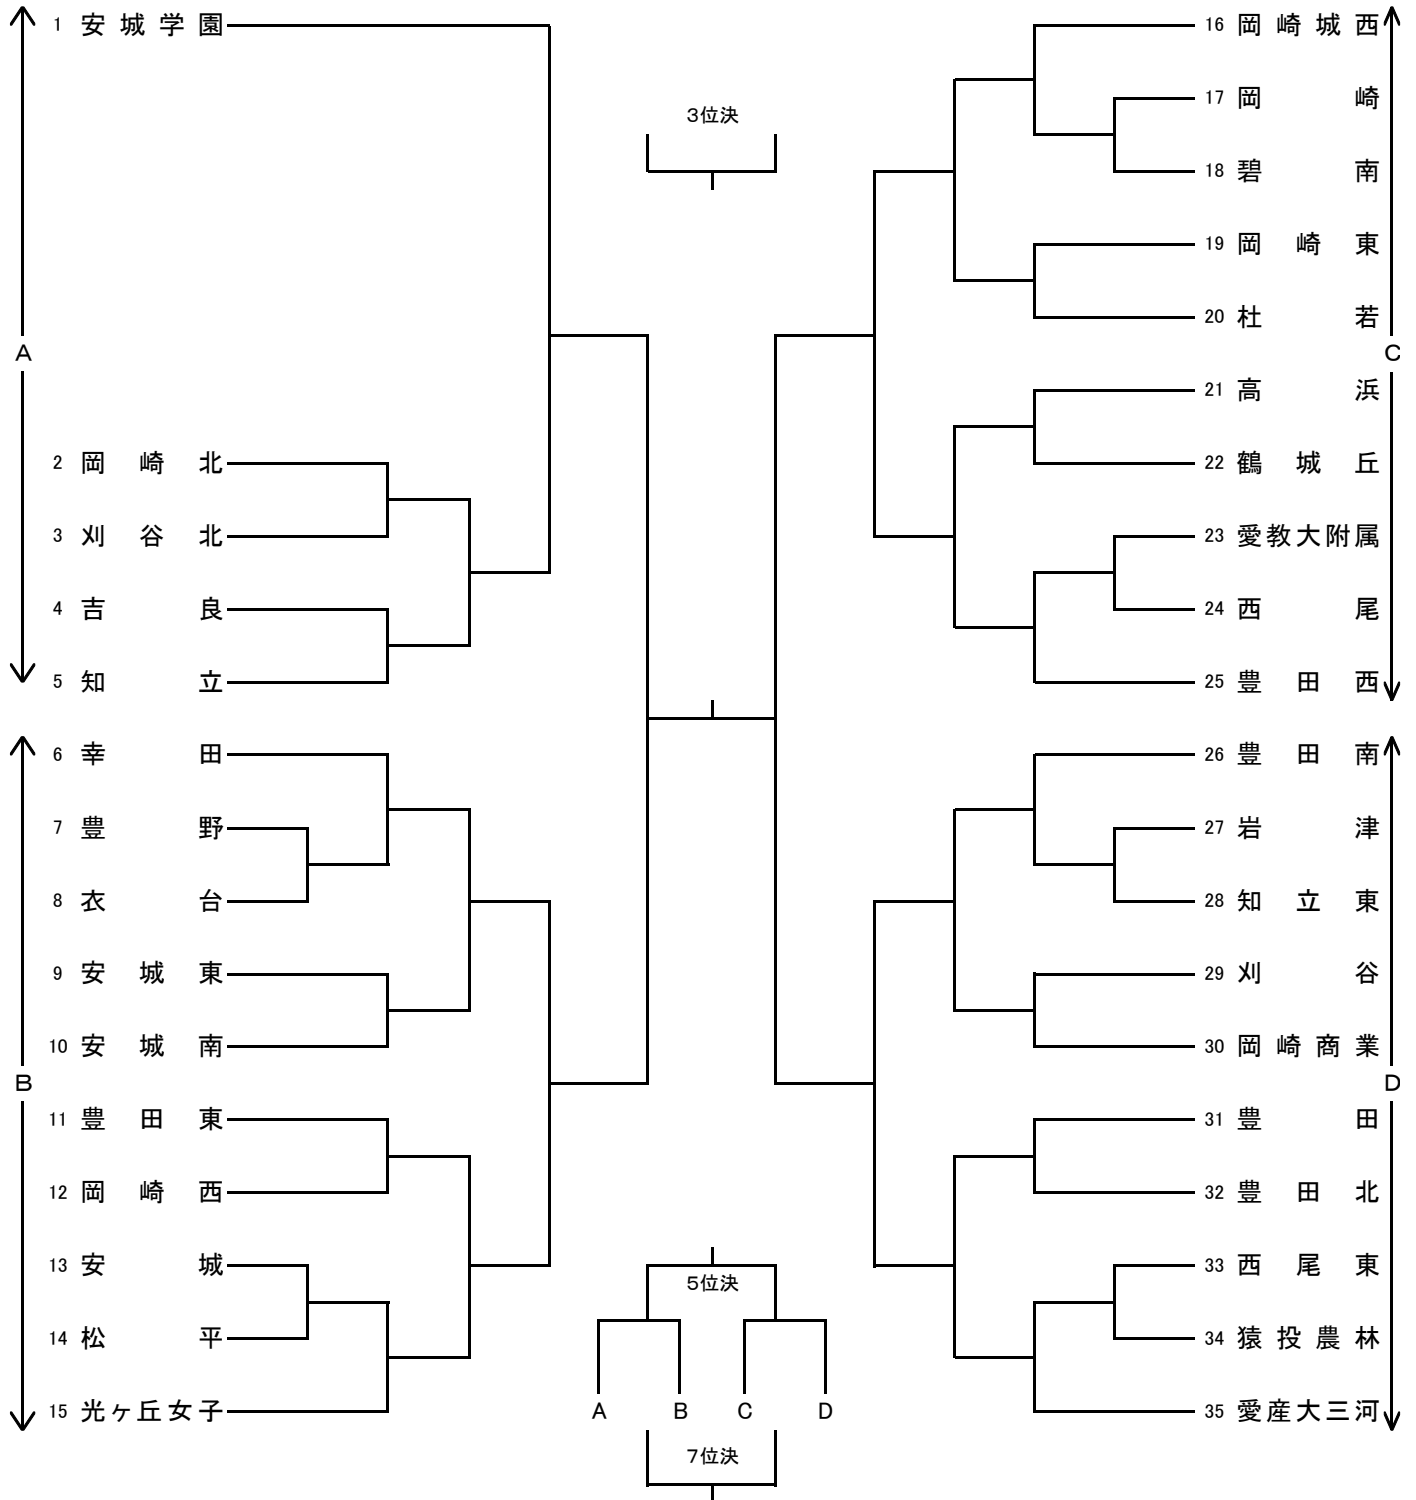 1 安城学園
2 岡崎北
3 刈谷北
4 吉良
5 知立
A
6 幸田
7 豊野
8 衣台
9 安城東
10 安城南
11 豊田東
12 岡崎西
13 安城
14 松平
15 光ヶ丘女子
B
3位決
5位決
A B C D
7位決
16 岡崎城西
17 岡崎
18 碧南
19 岡崎東
20 杜若
21 高浜
22 鶴城丘
23 愛教大附属
24 西尾
25 豊田西
C
26 豊田南
27 岩津
28 知立東
29 刈谷
30 岡崎商業
31 豊田
32 豊田北
33 西尾東
34 猿投農林
35 愛産大三河
D